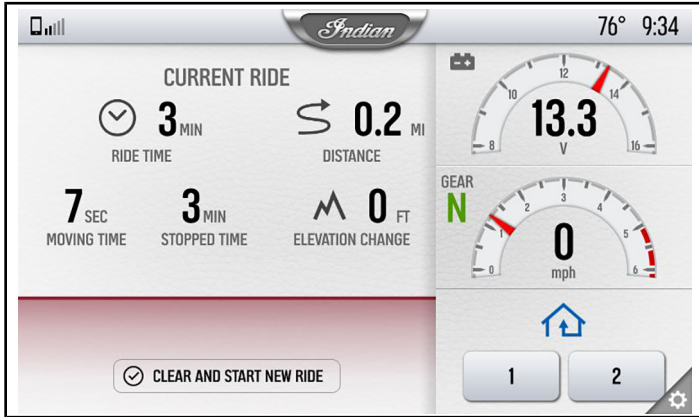 Indian
76° 9:34
CURRENT RIDE
3 MIN
RIDE TIME
0.2 MI
DISTANCE
7 SEC
MOVING TIME
3 MIN
STOPPED TIME
0 FT
ELEVATION CHANGE
CLEAR AND START NEW RIDE
8 10 12 14 16
13.3
V
GEAR
N
0 1 2 3 4 5 6
0
mph
1 2